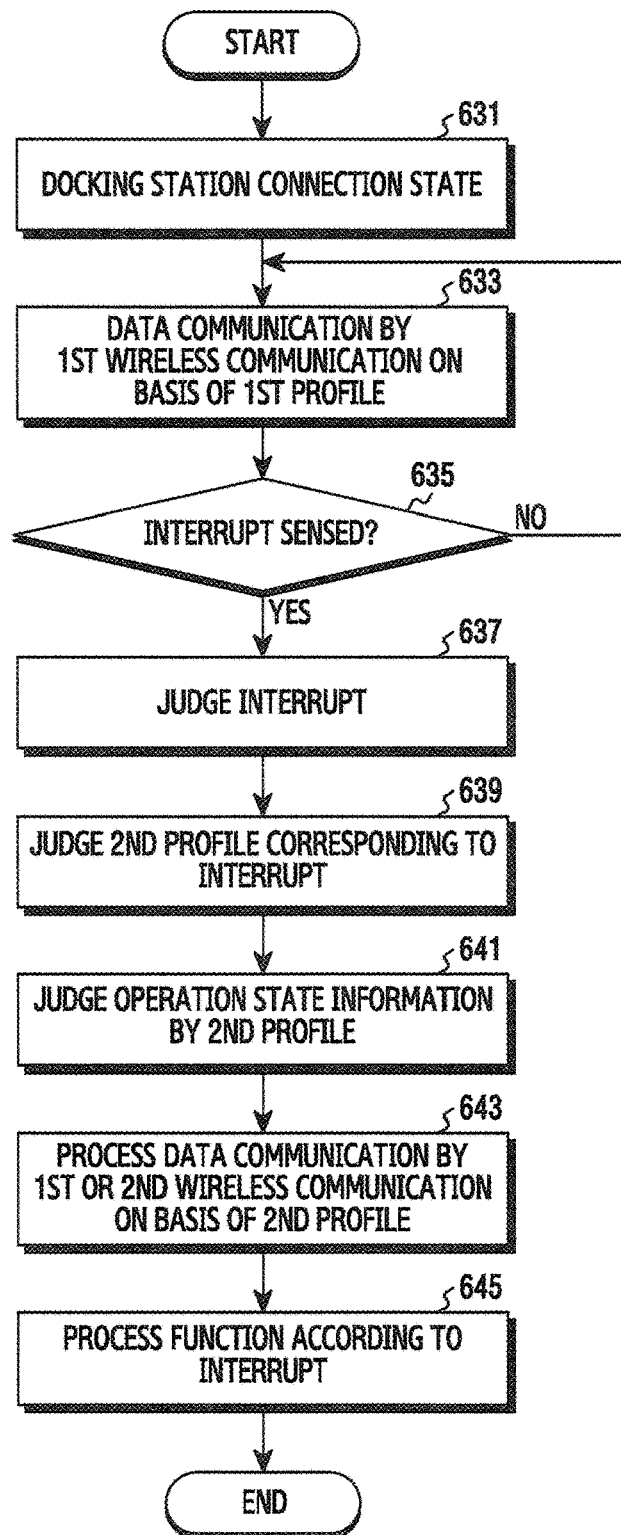 START
631
DOCKING STATION CONNECTION STATE
633
DATA COMMUNICATION BY
1ST WIRELESS COMMUNICATION ON
BASIS OF 1ST PROFILE
635
INTERRUPT SENSED?
NO
YES
637
JUDGE INTERRUPT
639
JUDGE 2ND PROFILE CORRESPONDING TO
INTERRUPT
641
JUDGE OPERATION STATE INFORMATION
BY 2ND PROFILE
643
PROCESS DATA COMMUNICATION BY
1ST OR 2ND WIRELESS COMMUNICATION
ON BASIS OF 2ND PROFILE
645
PROCESS FUNCTION ACCORDING TO
INTERRUPT
END